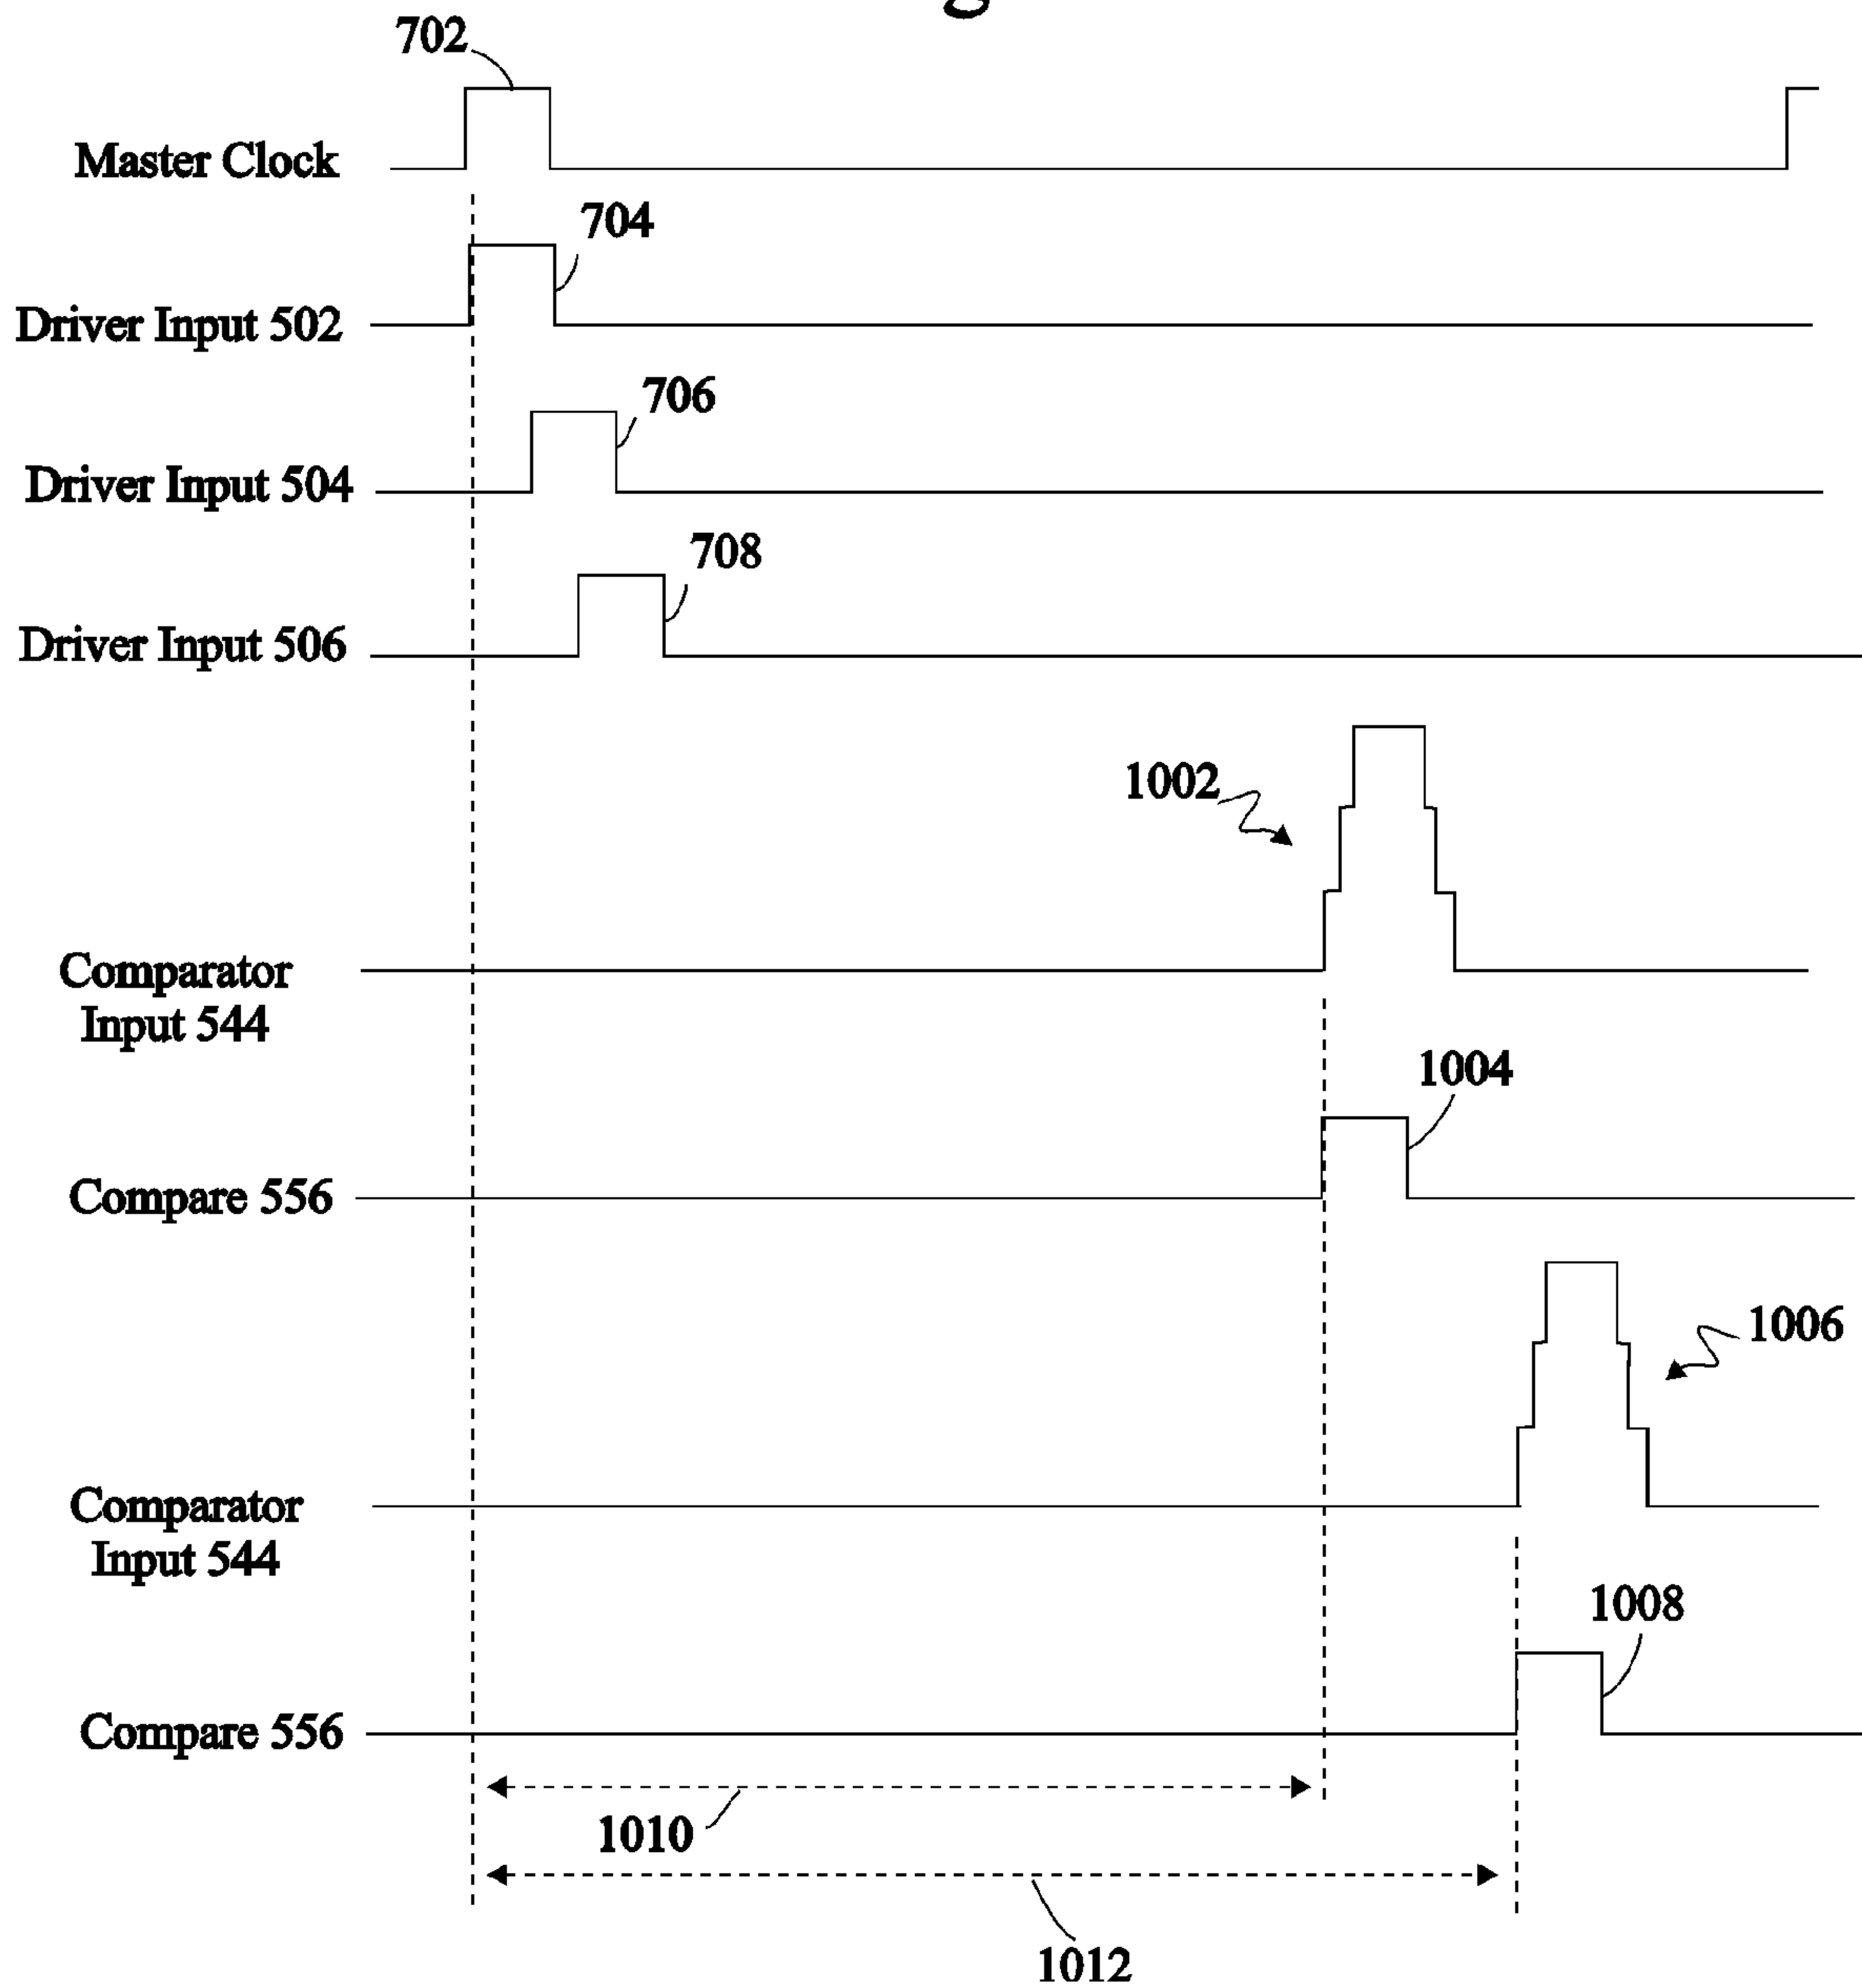 702
Master Clock
704
Driver Input 502
706
Driver Input 504
708
Driver Input 506
1002
Comparator
Input 544
1004
Compare 556
1006
Comparator
Input 544
1008
Compare 556
1010
1012